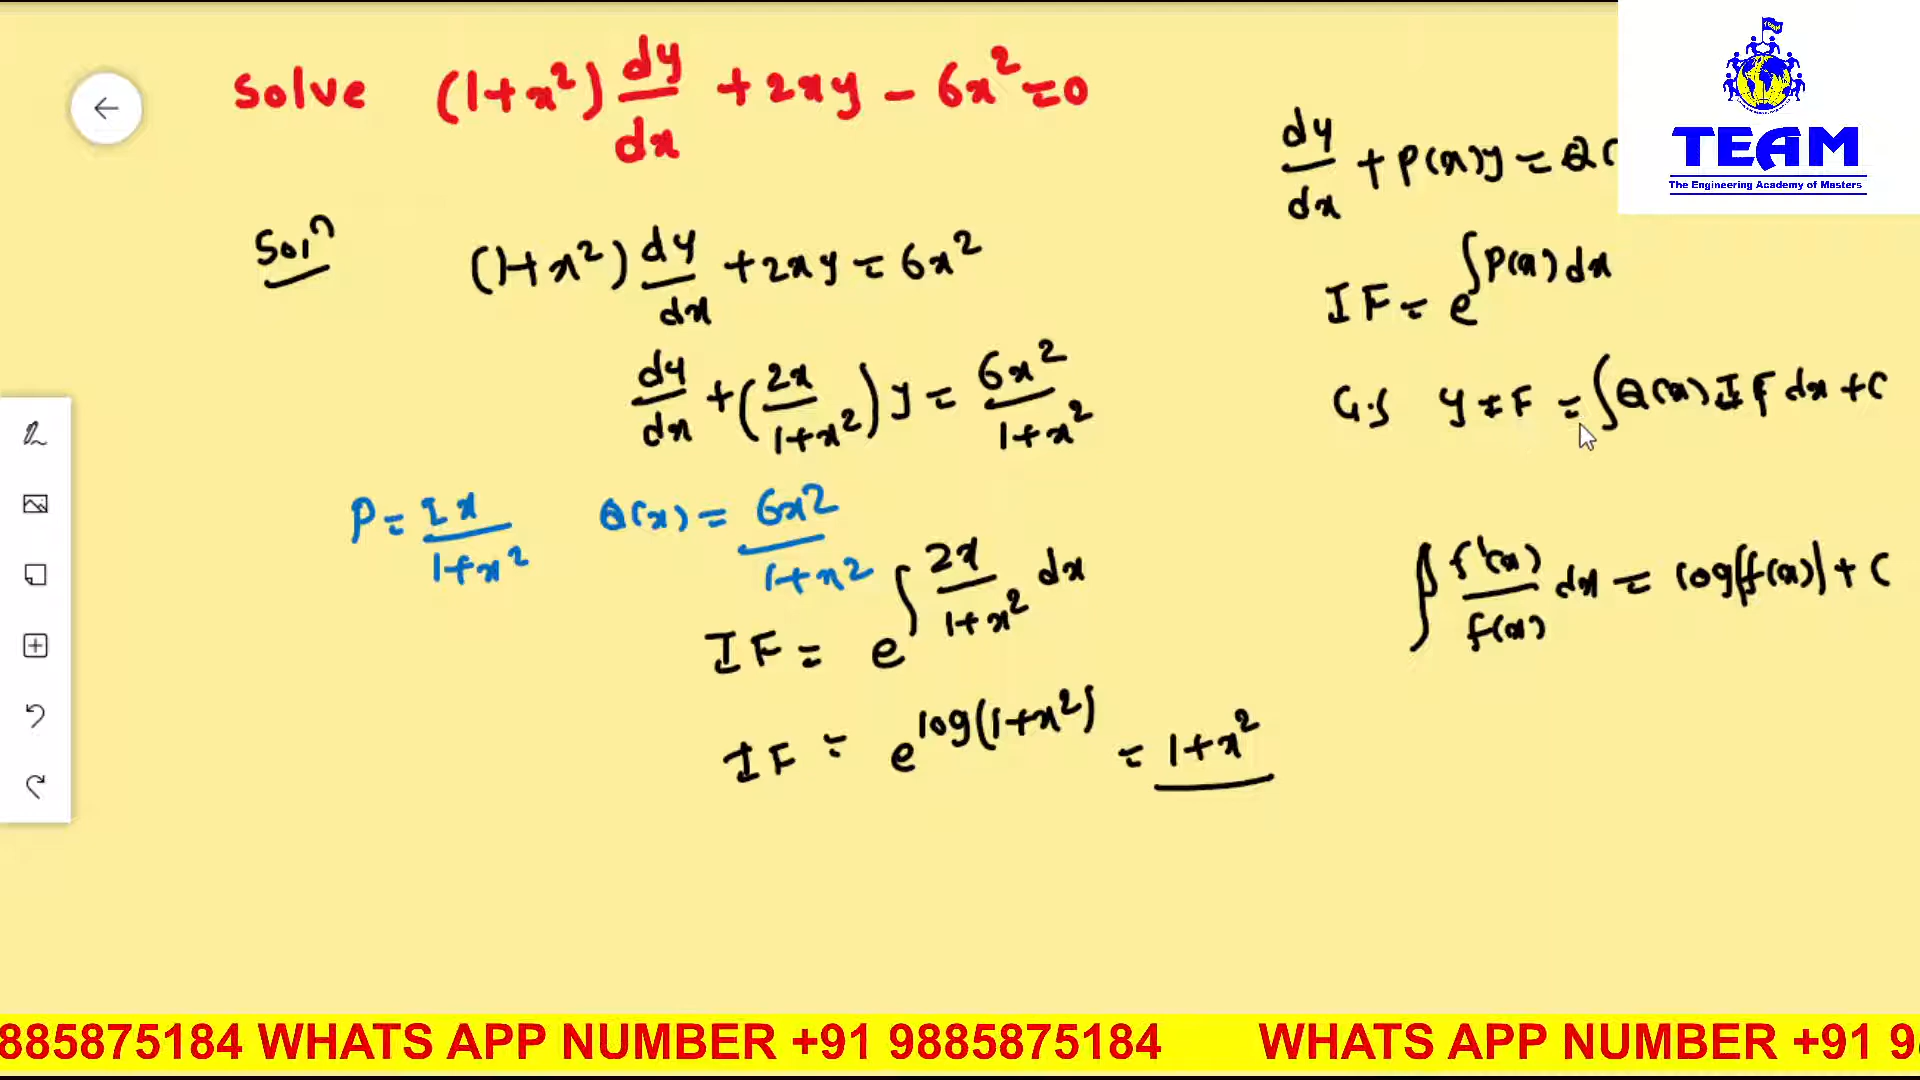 Solve (1+x²) dy/dx + 2xy - 6x² = 0
Solⁿ (1+x²) dy/dx + 2xy = 6x²
dy/dx + (2x/1+x²) y = 6x²/1+x²
P = 2x/1+x² Q(x) = 6x²/1+x²
IF = e^∫ 2x/1+x² dx
IF = e^log(1+x²) = 1+x²
dy/dx + P(x)y = Q(
IF = e^∫P(x)dx
G.S y IF = ∫Q(x) IF dx + C
∫ f'(x)/f(x) dx = log|f(x)| + C
TEAM
The Engineering Academy of Masters
885875184 WHATS APP NUMBER +91 9885875184 WHATS APP NUMBER +91 98